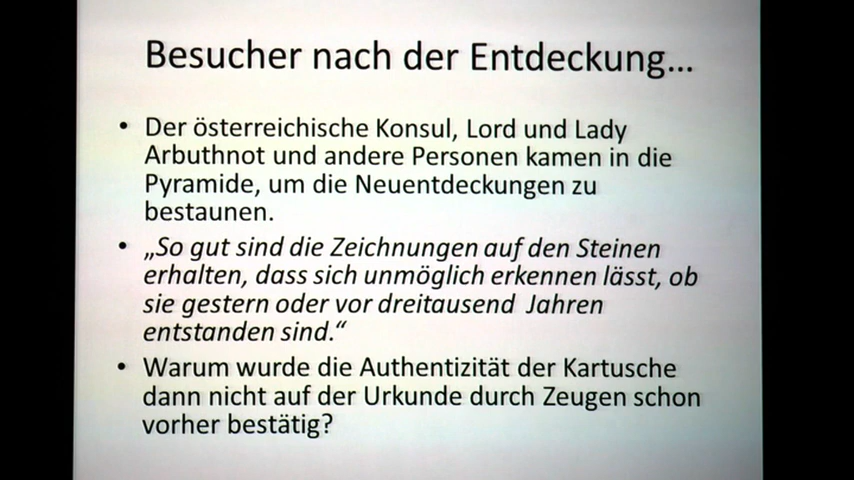 Besucher nach der Entdeckung...
• Der österreichische Konsul, Lord und Lady
Arbuthnot und andere Personen kamen in die
Pyramide, um die Neuentdeckungen zu
bestaunen.
• „So gut sind die Zeichnungen auf den Steinen
erhalten, dass sich unmöglich erkennen lässt, ob
sie gestern oder vor dreitausend Jahren
entstanden sind.“
• Warum wurde die Authentizität der Kartusche
dann nicht auf der Urkunde durch Zeugen schon
vorher bestätig?